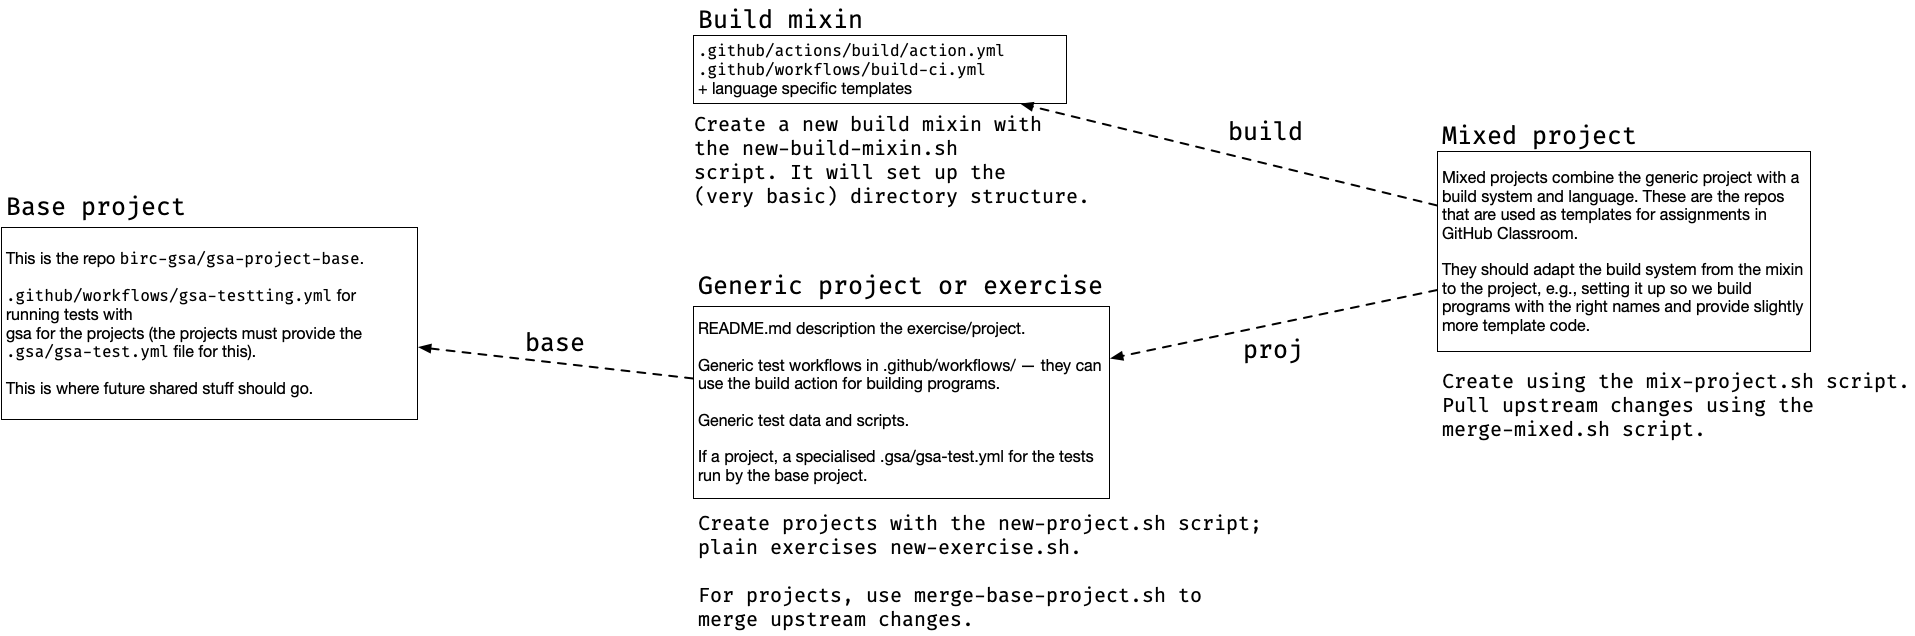 Build mixin
.github/actions/build/action.yml
.github/workflows/build-ci.yml
+ language specific templates
Create a new build mixin with
the new-build-mixin.sh
script. It will set up the
(very basic) directory structure.
build
Mixed project
Mixed projects combine the generic project with a
build system and language. These are the repos
that are used as templates for assignments in
GitHub Classroom.
They should adapt the build system from the mixin
to the project, e.g., setting it up so we build
programs with the right names and provide slightly
more template code.
Create using the mix-project.sh script.
Pull upstream changes using the
merge-mixed.sh script.
Base project
This is the repo birc-gsa/gsa-project-base.
.github/workflows/gsa-testting.yml for
running tests with
gsa for the projects (the projects must provide the
.gsa/gsa-test.yml file for this).
This is where future shared stuff should go.
base
Generic project or exercise
README.md description the exercise/project.
Generic test workflows in .github/workflows/ — they can
use the build action for building programs.
Generic test data and scripts.
If a project, a specialised .gsa/gsa-test.yml for the tests
run by the base project.
proj
Create projects with the new-project.sh script;
plain exercises new-exercise.sh.
For projects, use merge-base-project.sh to
merge upstream changes.